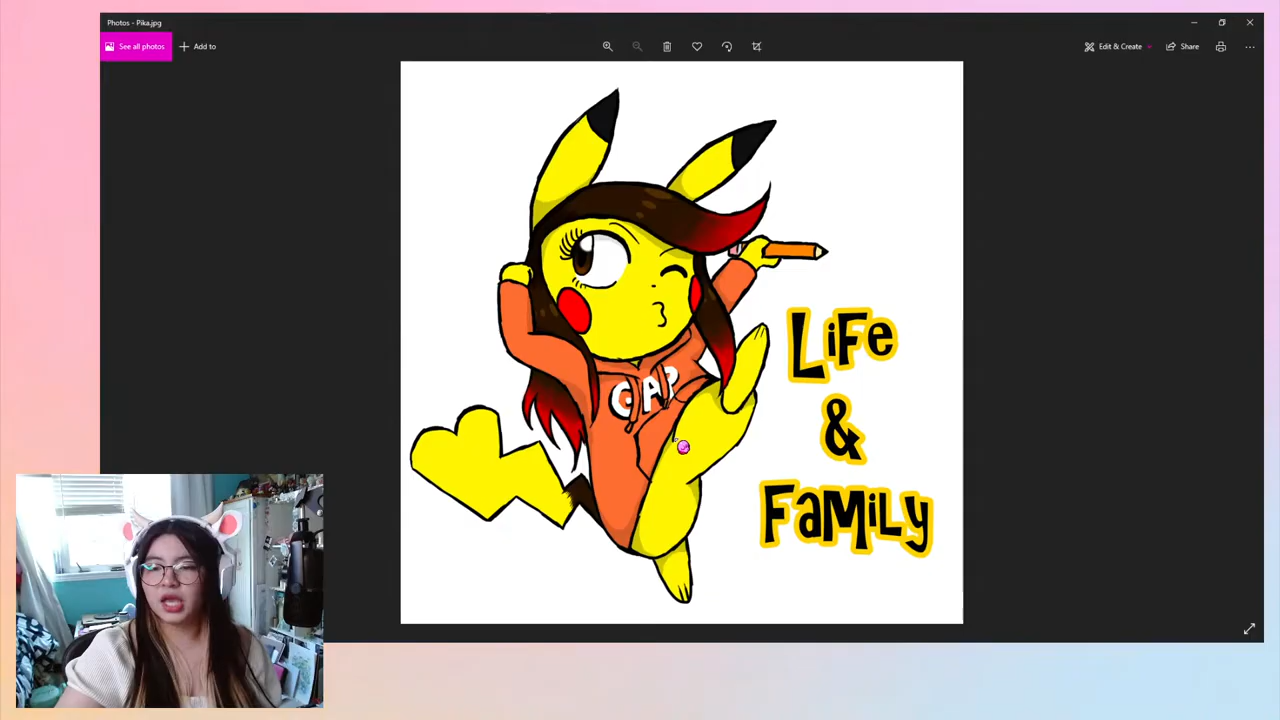 Photos - Pika.jpg
See all photos
Add to
Edit & Create
Share
GAP
Life
&
Family